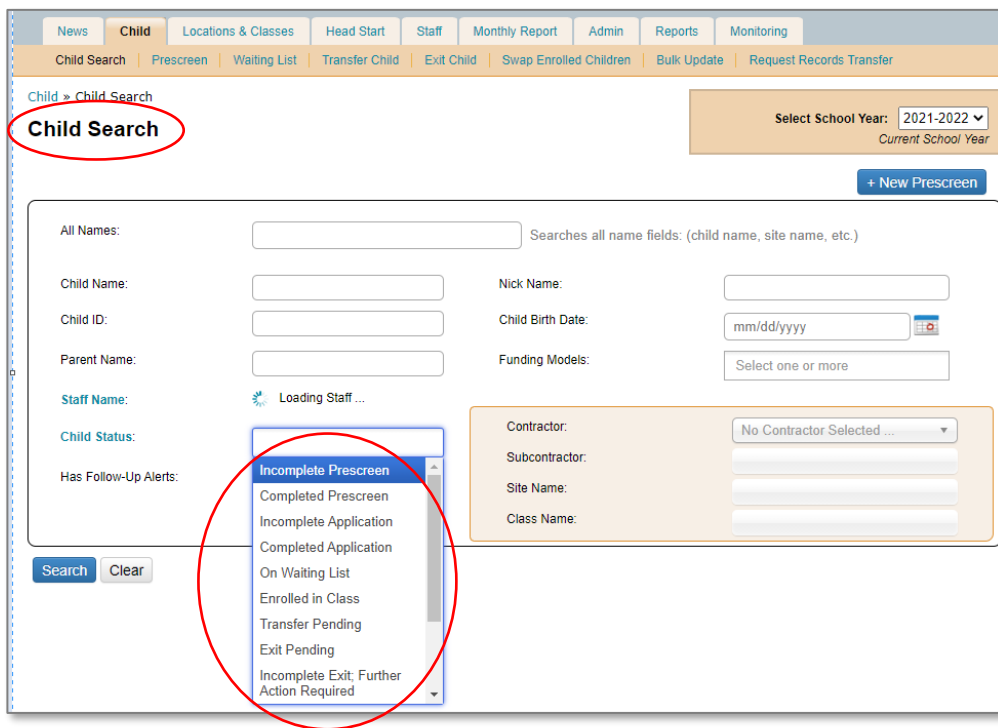 News Child Locations & Classes Head Start Staff Monthly Report Admin Reports Monitoring
Child Search Prescreen Waiting List Transfer Child Exit Child Swap Enrolled Children Bulk Update Request Records Transfer
Child » Child Search
Child Search
Select School Year: 2021-2022
Current School Year
+ New Prescreen
All Names: Searches all name fields: (child name, site name, etc.)
Child Name: Nick Name:
Child ID: Child Birth Date: mm/dd/yyyy
Parent Name: Funding Models: Select one or more
Staff Name: Loading Staff ...
Child Status:
Has Follow-Up Alerts:
Contractor: No Contractor Selected ...
Subcontractor:
Site Name:
Class Name:
Incomplete Prescreen
Completed Prescreen
Incomplete Application
Completed Application
On Waiting List
Enrolled in Class
Transfer Pending
Exit Pending
Incomplete Exit; Further
Action Required
Search Clear